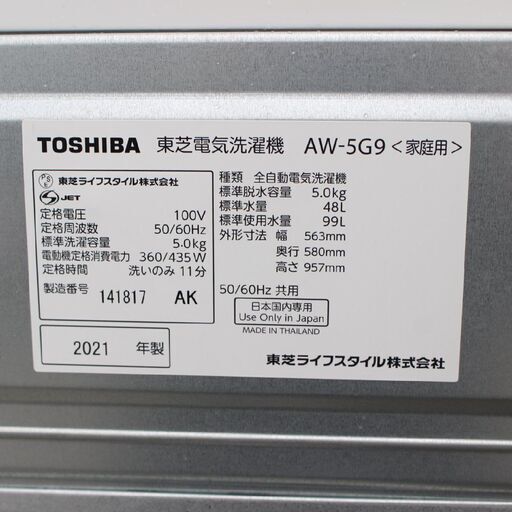 TOSHIBA 東芝電気洗濯機 AW-5G9 <家庭用>
PS E
東芝ライフスタイル株式会社
S JET
定格電圧 100V
定格周波数 50/60Hz
標準洗濯容量 5.0kg
電動機定格消費電力 360/435W
定格時間 洗いのみ 11分
製造番号 141817 AK
2021 年製
種類 全自動電気洗濯機
標準脱水容量 5.0kg
標準水量 48L
標準使用水量 99L
外形寸法 幅 563mm
奥行 580mm
高さ 957mm
50/60Hz 共用
日本国内専用
Use Only in Japan
MADE IN THAILAND
東芝ライフスタイル株式会社